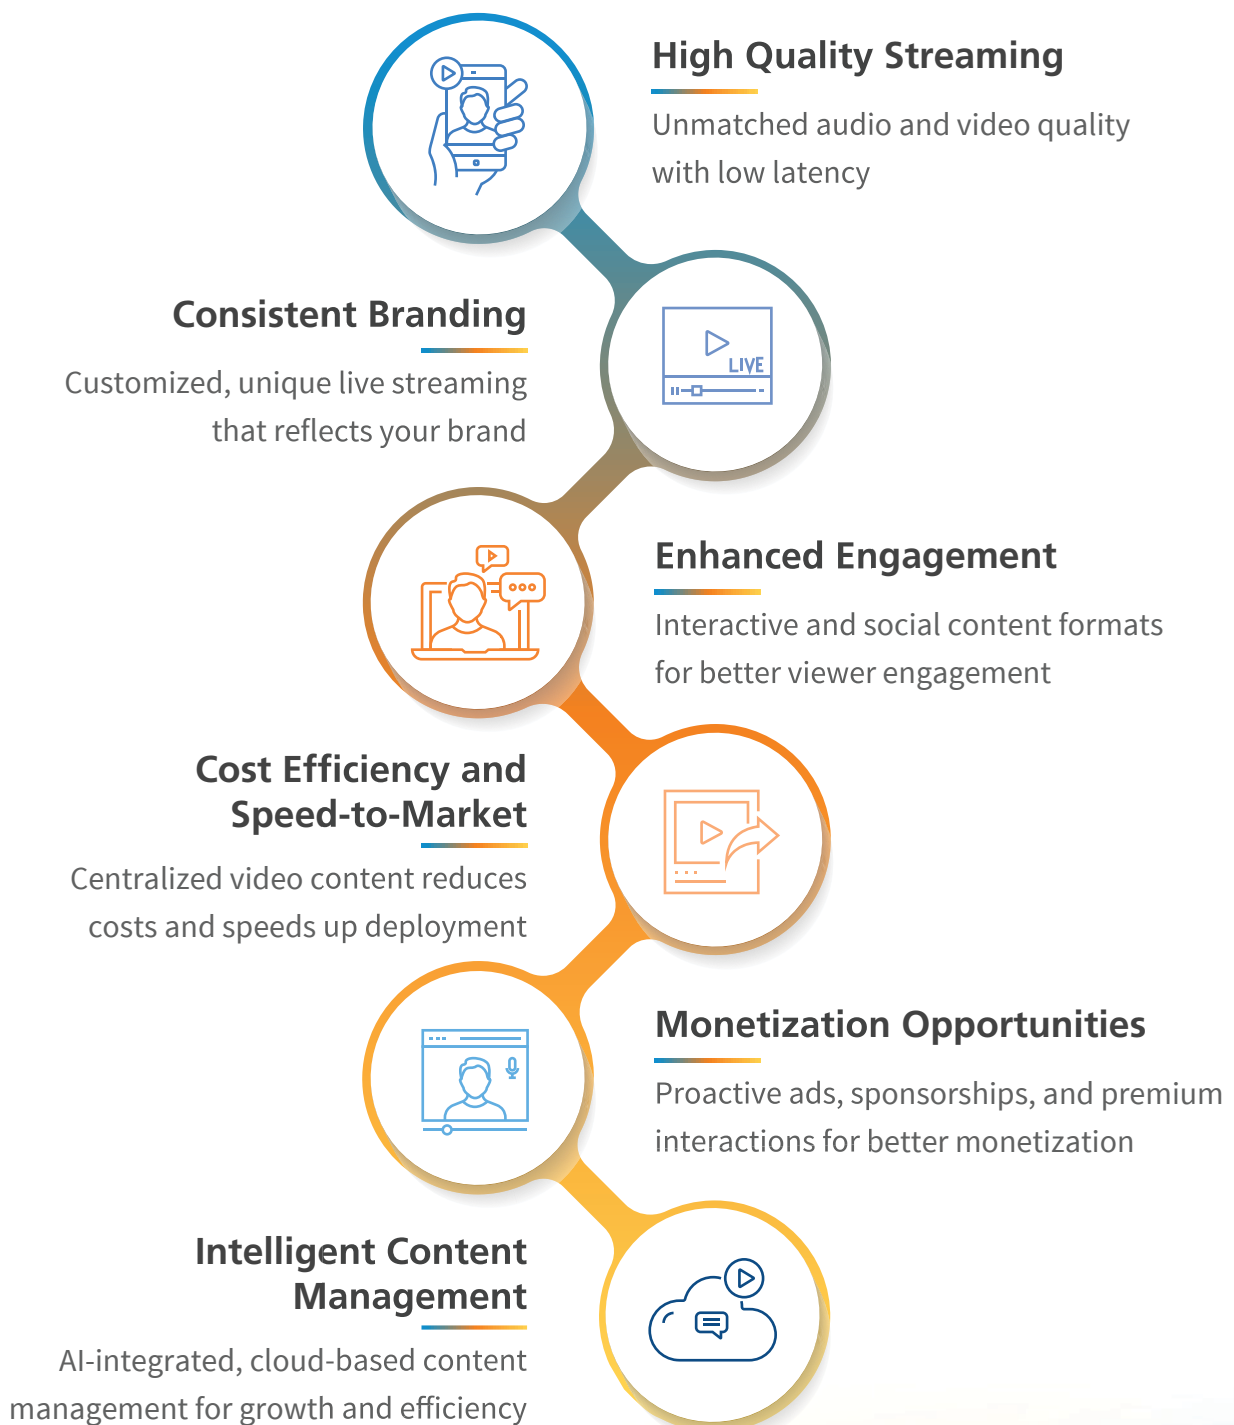 High Quality Streaming
Unmatched audio and video quality
with low latency
LIVE
Consistent Branding
Customized, unique live streaming
that reflects your brand
Enhanced Engagement
Interactive and social content formats
for better viewer engagement
Cost Efficiency and
Speed-to-Market
Centralized video content reduces
costs and speeds up deployment
Monetization Opportunities
Proactive ads, sponsorships, and premium
interactions for better monetization
Intelligent Content
Management
AI-integrated, cloud-based content
management for growth and efficiency